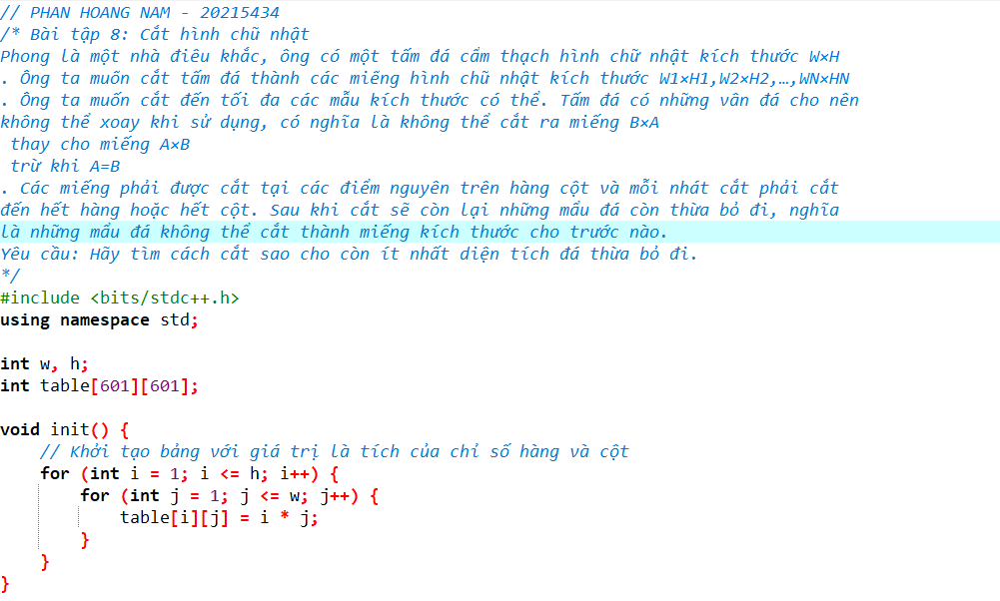 // PHAN HOANG NAM - 20215434
/* Bài tập 8: Cắt hình chữ nhật
Phong là một nhà điêu khắc, ông có một tấm đá cẩm thạch hình chữ nhật kích thước W×H
. Ông ta muốn cắt tấm đá thành các miếng hình chữ nhật kích thước W1×H1,W2×H2,…,WN×HN
. Ông ta muốn cắt đến tối đa các mẫu kích thước có thể. Tấm đá có những vân đá cho nên
không thể xoay khi sử dụng, có nghĩa là không thể cắt ra miếng B×A
 thay cho miếng A×B
 trừ khi A=B
. Các miếng phải được cắt tại các điểm nguyên trên hàng cột và mỗi nhát cắt phải cắt
đến hết hàng hoặc hết cột. Sau khi cắt sẽ còn lại những mẩu đá còn thừa bỏ đi, nghĩa
là những mẩu đá không thể cắt thành miếng kích thước cho trước nào.
Yêu cầu: Hãy tìm cách cắt sao cho còn ít nhất diện tích đá thừa bỏ đi.
*/
#include <bits/stdc++.h>
using namespace std;

int w, h;
int table[601][601];

void init() {
    // Khởi tạo bảng với giá trị là tích của chỉ số hàng và cột
    for (int i = 1; i <= h; i++) {
        for (int j = 1; j <= w; j++) {
            table[i][j] = i * j;
        }
    }
}